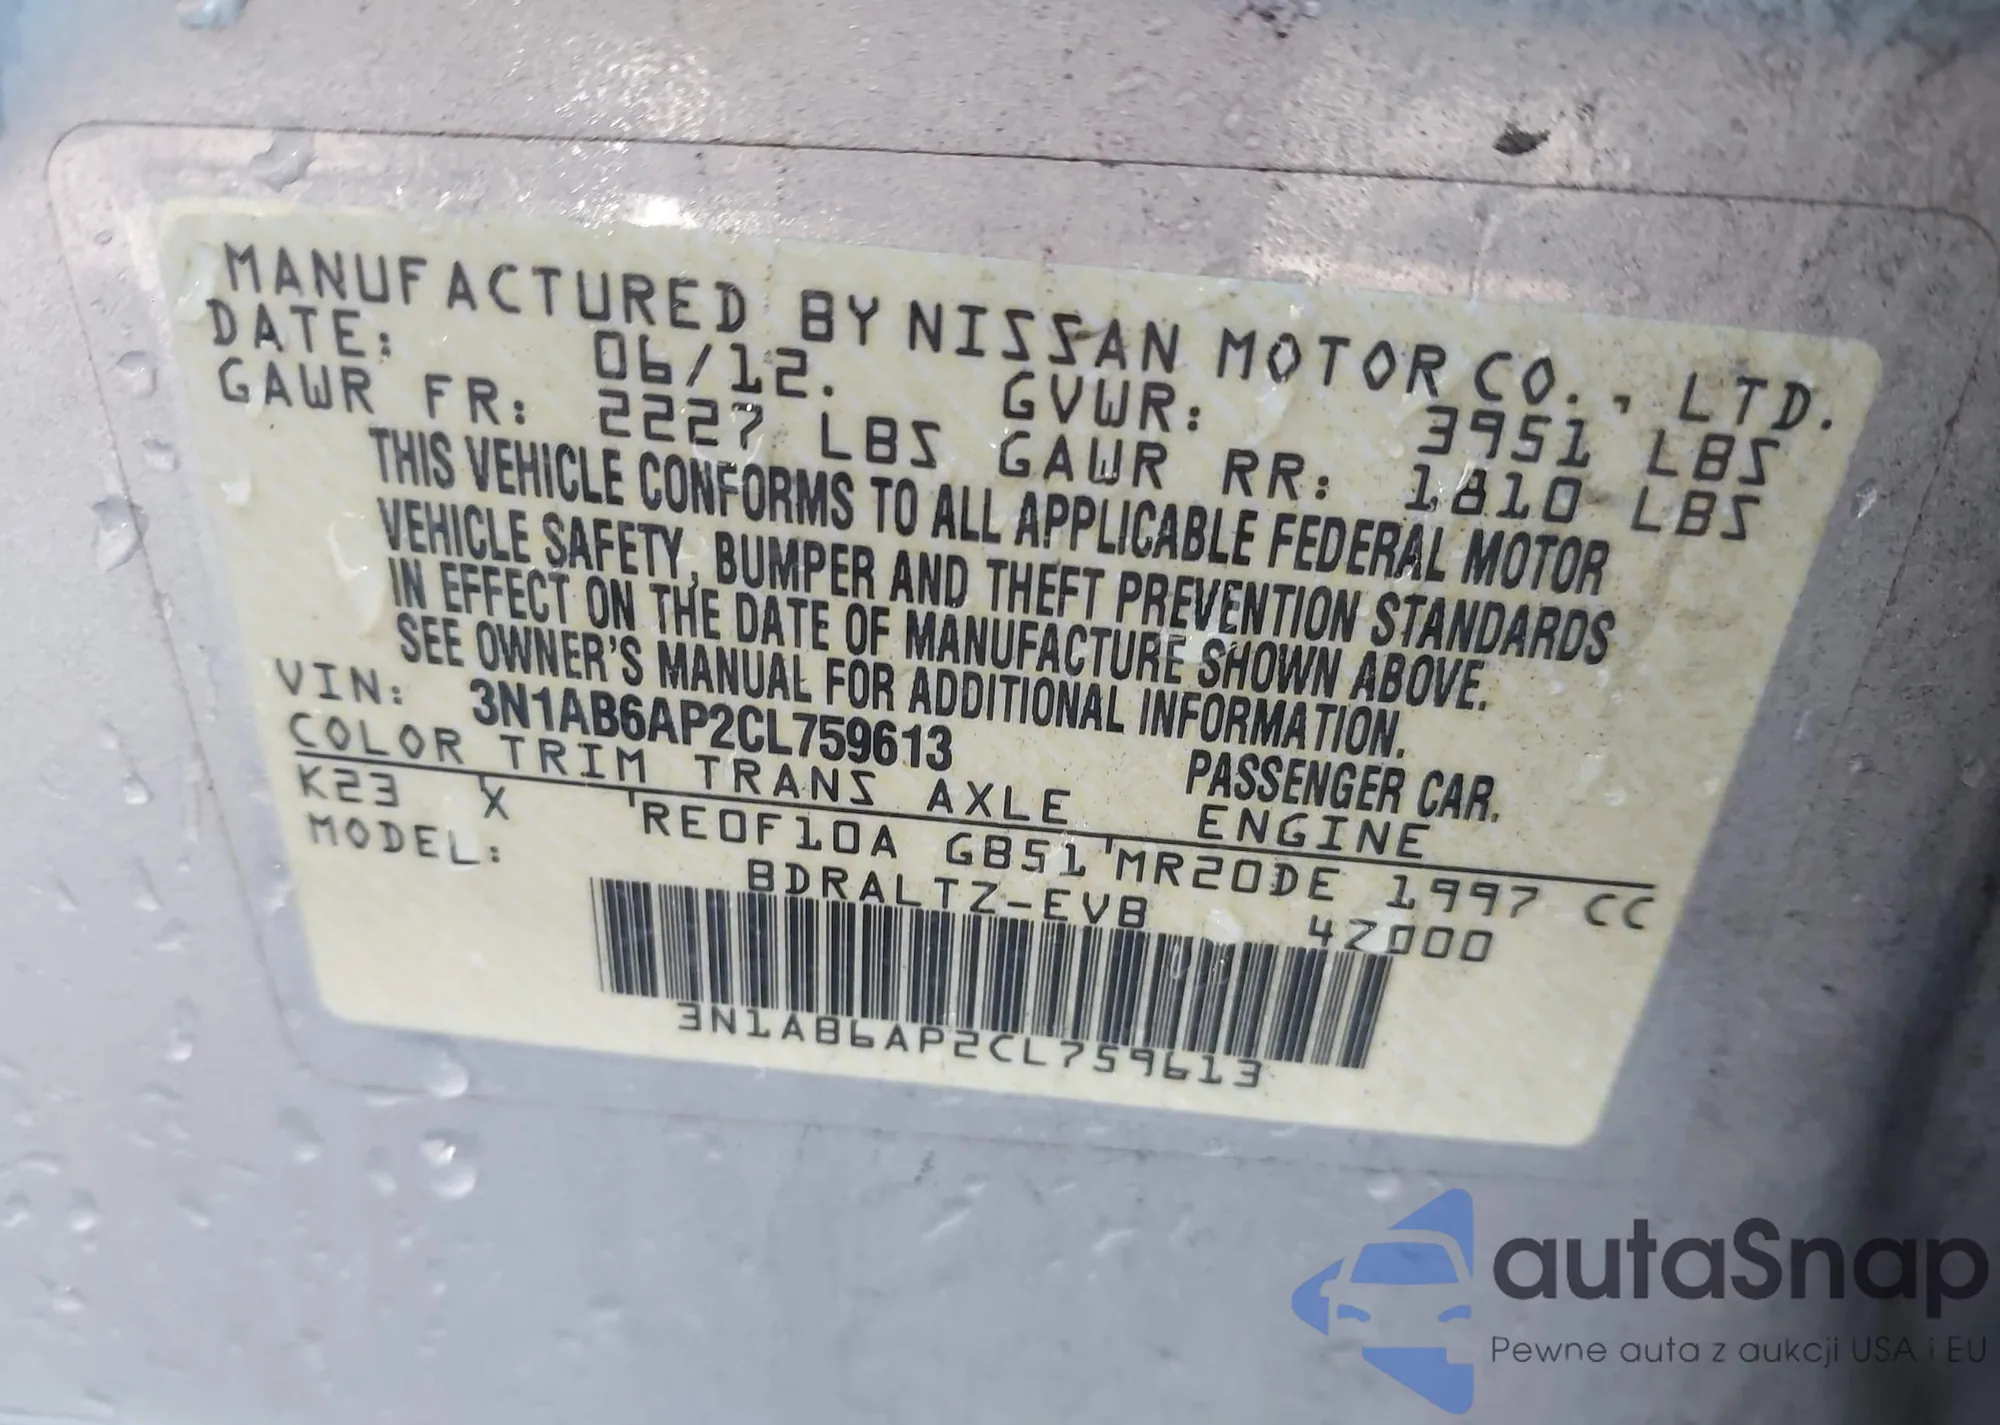 MANUFACTURED BY NISSAN MOTOR CO., LTD.
DATE: 06/12. GVWR: 3951 LBS
GAWR FR: 2227 LBS GAWR RR: 1810 LBS
THIS VEHICLE CONFORMS TO ALL APPLICABLE FEDERAL MOTOR
VEHICLE SAFETY, BUMPER AND THEFT PREVENTION STANDARDS
IN EFFECT ON THE DATE OF MANUFACTURE SHOWN ABOVE.
SEE OWNER'S MANUAL FOR ADDITIONAL INFORMATION.
VIN: 3N1AB6AP2CL759613 PASSENGER CAR.
COLOR TRIM TRANS AXLE ENGINE
K23 X RE0F10A GB51 MR20DE 1997 CC
MODEL: BDRALTZ-EVB 4Z000
3N1AB6AP2CL759613
autaSnap
Pewne auta z aukcji USA i EU